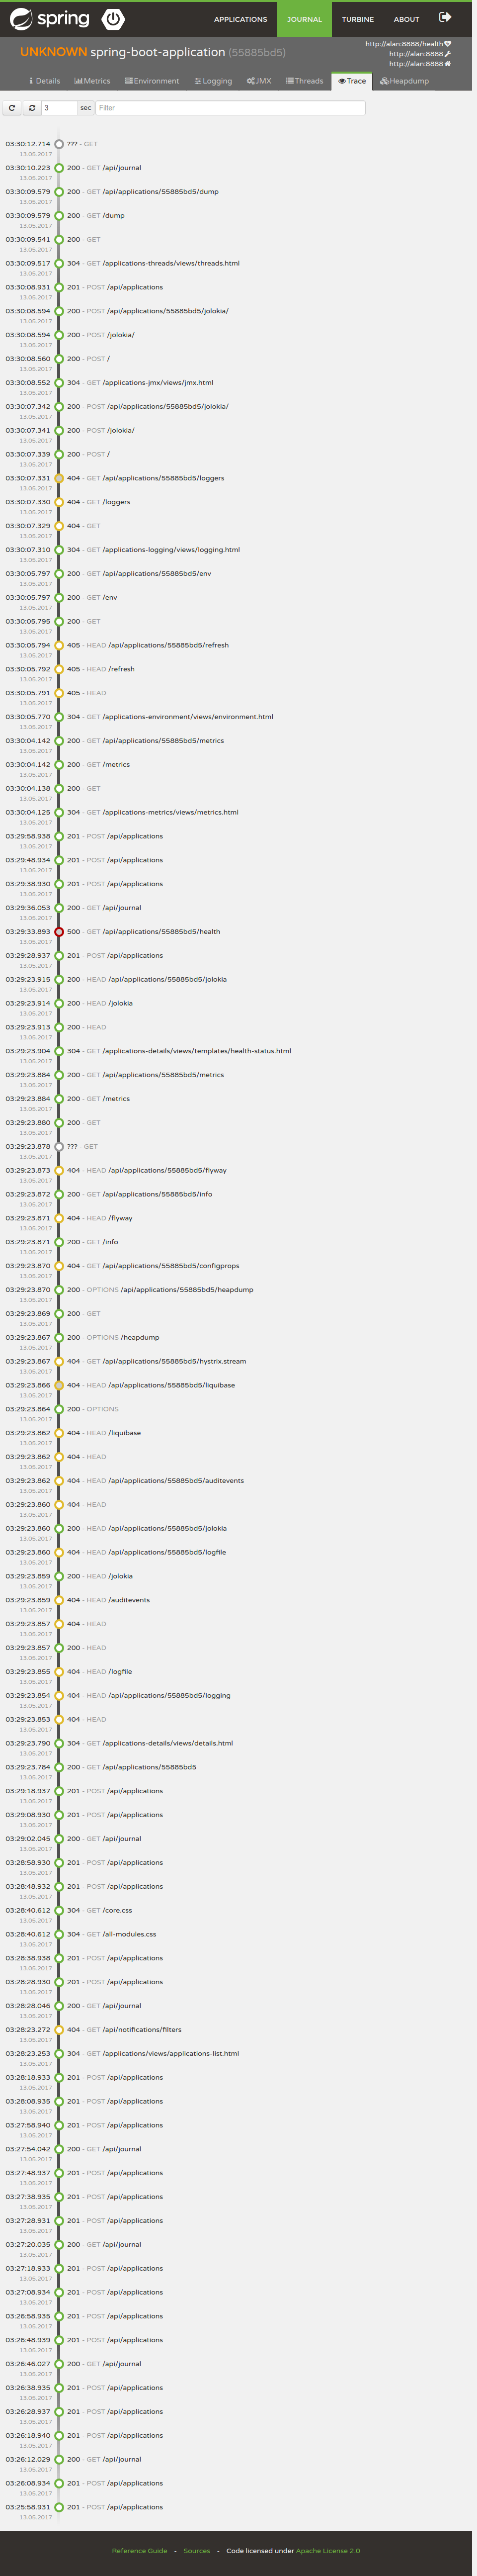 spring
APPLICATIONS JOURNAL TURBINE ABOUT
UNKNOWN spring-boot-application (55885bd5)
http://alan:8888/health
http://alan:8888
http://alan:8888
Details Metrics Environment Logging JMX Threads Trace Heapdump
3 sec Filter
03:30:12.714 ??? - GET
13.05.2017
03:30:10.223 200 - GET /api/journal
13.05.2017
03:30:09.579 200 - GET /api/applications/55885bd5/dump
13.05.2017
03:30:09.579 200 - GET /dump
13.05.2017
03:30:09.541 200 - GET
13.05.2017
03:30:09.517 304 - GET /applications-threads/views/threads.html
13.05.2017
03:30:08.931 201 - POST /api/applications
13.05.2017
03:30:08.594 200 - POST /api/applications/55885bd5/jolokia/
13.05.2017
03:30:08.594 200 - POST /jolokia/
13.05.2017
03:30:08.560 200 - POST /
13.05.2017
03:30:08.552 304 - GET /applications-jmx/views/jmx.html
13.05.2017
03:30:07.342 200 - POST /api/applications/55885bd5/jolokia/
13.05.2017
03:30:07.341 200 - POST /jolokia/
13.05.2017
03:30:07.339 200 - POST /
13.05.2017
03:30:07.331 404 - GET /api/applications/55885bd5/loggers
13.05.2017
03:30:07.330 404 - GET /loggers
13.05.2017
03:30:07.329 404 - GET
13.05.2017
03:30:07.310 304 - GET /applications-logging/views/logging.html
13.05.2017
03:30:05.797 200 - GET /api/applications/55885bd5/env
13.05.2017
03:30:05.797 200 - GET /env
13.05.2017
03:30:05.795 200 - GET
13.05.2017
03:30:05.794 405 - HEAD /api/applications/55885bd5/refresh
13.05.2017
03:30:05.792 405 - HEAD /refresh
13.05.2017
03:30:05.791 405 - HEAD
13.05.2017
03:30:05.770 304 - GET /applications-environment/views/environment.html
13.05.2017
03:30:04.142 200 - GET /api/applications/55885bd5/metrics
13.05.2017
03:30:04.142 200 - GET /metrics
13.05.2017
03:30:04.138 200 - GET
13.05.2017
03:30:04.125 304 - GET /applications-metrics/views/metrics.html
13.05.2017
03:29:58.938 201 - POST /api/applications
13.05.2017
03:29:48.934 201 - POST /api/applications
13.05.2017
03:29:38.930 201 - POST /api/applications
13.05.2017
03:29:36.053 200 - GET /api/journal
13.05.2017
03:29:33.893 500 - GET /api/applications/55885bd5/health
13.05.2017
03:29:28.937 201 - POST /api/applications
13.05.2017
03:29:23.915 200 - HEAD /api/applications/55885bd5/jolokia
13.05.2017
03:29:23.914 200 - HEAD /jolokia
13.05.2017
03:29:23.913 200 - HEAD
13.05.2017
03:29:23.904 304 - GET /applications-details/views/templates/health-status.html
13.05.2017
03:29:23.884 200 - GET /api/applications/55885bd5/metrics
13.05.2017
03:29:23.884 200 - GET /metrics
13.05.2017
03:29:23.880 200 - GET
13.05.2017
03:29:23.878 ??? - GET
13.05.2017
03:29:23.873 404 - HEAD /api/applications/55885bd5/flyway
13.05.2017
03:29:23.872 200 - GET /api/applications/55885bd5/info
13.05.2017
03:29:23.871 404 - HEAD /flyway
13.05.2017
03:29:23.871 200 - GET /info
13.05.2017
03:29:23.870 404 - GET /api/applications/55885bd5/configprops
13.05.2017
03:29:23.870 200 - OPTIONS /api/applications/55885bd5/heapdump
13.05.2017
03:29:23.869 200 - GET
13.05.2017
03:29:23.867 200 - OPTIONS /heapdump
13.05.2017
03:29:23.867 404 - GET /api/applications/55885bd5/hystrix.stream
13.05.2017
03:29:23.866 404 - HEAD /api/applications/55885bd5/liquibase
13.05.2017
03:29:23.864 200 - OPTIONS
13.05.2017
03:29:23.862 404 - HEAD /liquibase
13.05.2017
03:29:23.862 404 - HEAD
13.05.2017
03:29:23.862 404 - HEAD /api/applications/55885bd5/auditevents
13.05.2017
03:29:23.860 404 - HEAD
13.05.2017
03:29:23.860 200 - HEAD /api/applications/55885bd5/jolokia
13.05.2017
03:29:23.860 404 - HEAD /api/applications/55885bd5/logfile
13.05.2017
03:29:23.859 200 - HEAD /jolokia
13.05.2017
03:29:23.859 404 - HEAD /auditevents
13.05.2017
03:29:23.857 404 - HEAD
13.05.2017
03:29:23.857 200 - HEAD
13.05.2017
03:29:23.855 404 - HEAD /logfile
13.05.2017
03:29:23.854 404 - HEAD /api/applications/55885bd5/logging
13.05.2017
03:29:23.853 404 - HEAD
13.05.2017
03:29:23.790 304 - GET /applications-details/views/details.html
13.05.2017
03:29:23.784 200 - GET /api/applications/55885bd5
13.05.2017
03:29:18.937 201 - POST /api/applications
13.05.2017
03:29:08.930 201 - POST /api/applications
13.05.2017
03:29:02.045 200 - GET /api/journal
13.05.2017
03:28:58.930 201 - POST /api/applications
13.05.2017
03:28:48.932 201 - POST /api/applications
13.05.2017
03:28:40.612 304 - GET /core.css
13.05.2017
03:28:40.612 304 - GET /all-modules.css
13.05.2017
03:28:38.938 201 - POST /api/applications
13.05.2017
03:28:28.930 201 - POST /api/applications
13.05.2017
03:28:28.046 200 - GET /api/journal
13.05.2017
03:28:23.272 404 - GET /api/notifications/filters
13.05.2017
03:28:23.253 304 - GET /applications/views/applications-list.html
13.05.2017
03:28:18.933 201 - POST /api/applications
13.05.2017
03:28:08.935 201 - POST /api/applications
13.05.2017
03:27:58.940 201 - POST /api/applications
13.05.2017
03:27:54.042 200 - GET /api/journal
13.05.2017
03:27:48.937 201 - POST /api/applications
13.05.2017
03:27:38.935 201 - POST /api/applications
13.05.2017
03:27:28.931 201 - POST /api/applications
13.05.2017
03:27:20.035 200 - GET /api/journal
13.05.2017
03:27:18.933 201 - POST /api/applications
13.05.2017
03:27:08.934 201 - POST /api/applications
13.05.2017
03:26:58.935 201 - POST /api/applications
13.05.2017
03:26:48.939 201 - POST /api/applications
13.05.2017
03:26:46.027 200 - GET /api/journal
13.05.2017
03:26:38.935 201 - POST /api/applications
13.05.2017
03:26:28.937 201 - POST /api/applications
13.05.2017
03:26:18.940 201 - POST /api/applications
13.05.2017
03:26:12.029 200 - GET /api/journal
13.05.2017
03:26:08.934 201 - POST /api/applications
13.05.2017
03:25:58.931 201 - POST /api/applications
13.05.2017
Reference Guide - Sources - Code licensed under Apache License 2.0